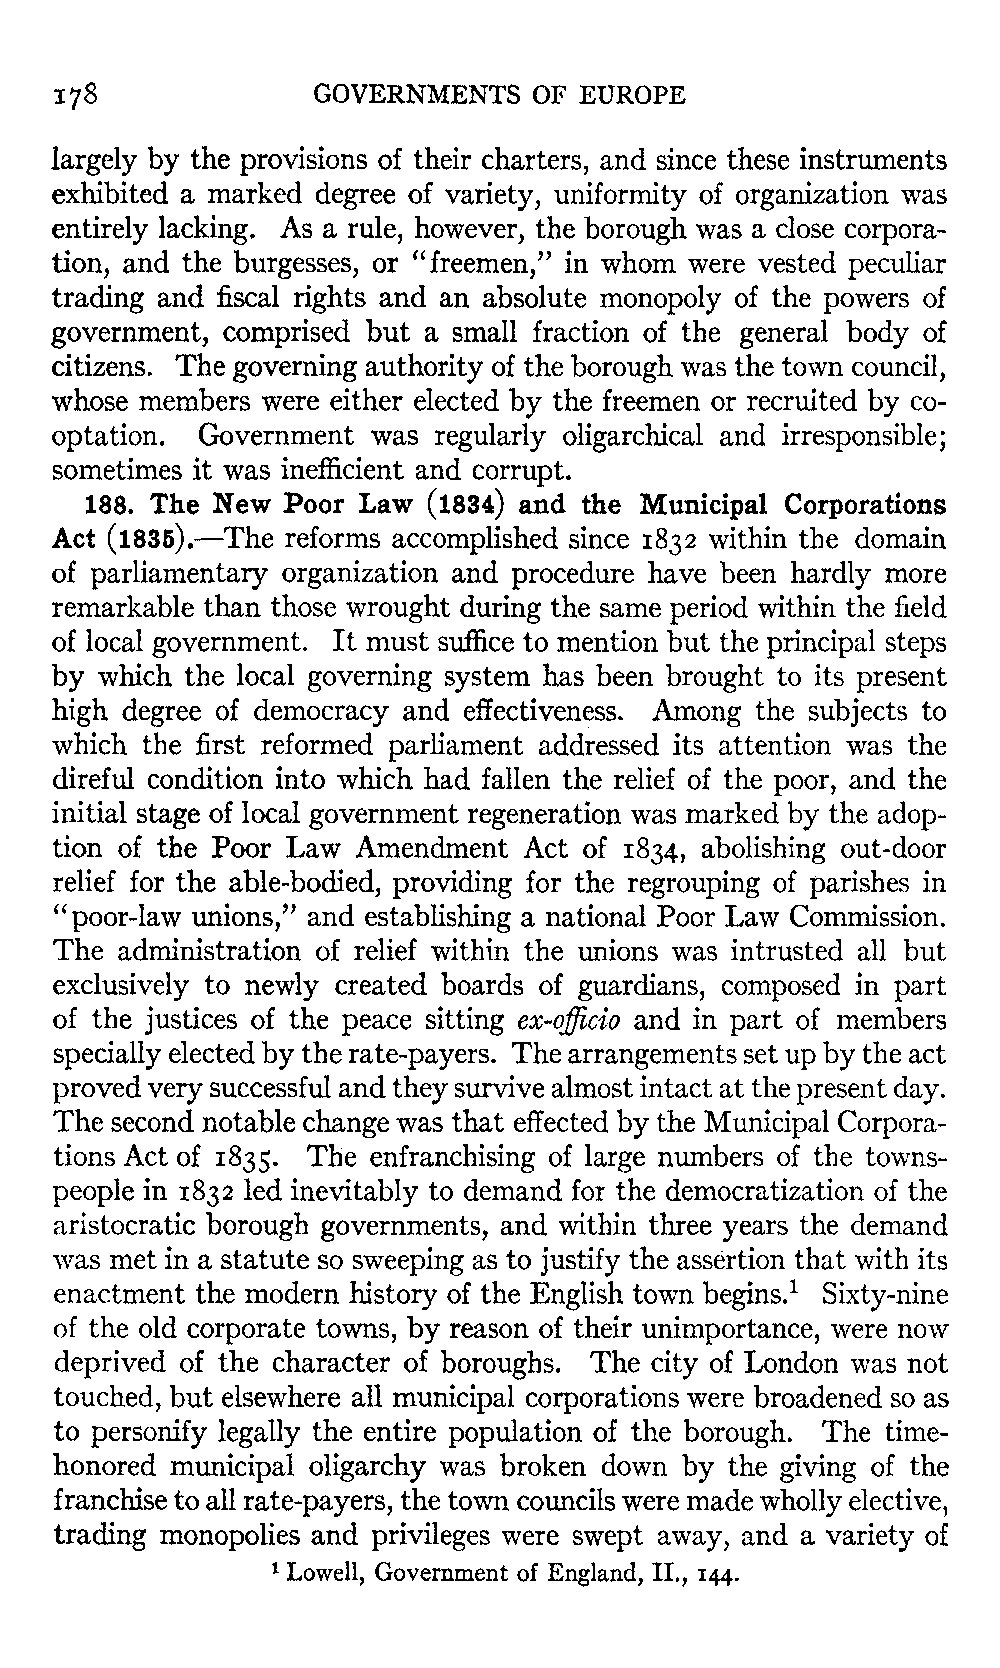 178 GOVERNMENTS OF EUROPE
largely by the provisions of their charters, and since these instruments
exhibited a marked degree of variety, uniformity of organization was
entirely lacking. As a rule, however, the borough was a close corpora-
tion, and the burgesses, or "freemen," in whom were vested peculiar
trading and fiscal rights and an absolute monopoly of the powers of
government, comprised but a small fraction of the general body of
citizens. The governing authority of the borough was the town council,
whose members were either elected by the freemen or recruited by co-
optation. Government was regularly oligarchical and irresponsible;
sometimes it was inefficient and corrupt.
188. The New Poor Law (1834) and the Municipal Corporations
Act (1835).—The reforms accomplished since 1832 within the domain
of parliamentary organization and procedure have been hardly more
remarkable than those wrought during the same period within the field
of local government. It must suffice to mention but the principal steps
by which the local governing system has been brought to its present
high degree of democracy and effectiveness. Among the subjects to
which the first reformed parliament addressed its attention was the
direful condition into which had fallen the relief of the poor, and the
initial stage of local government regeneration was marked by the adop-
tion of the Poor Law Amendment Act of 1834, abolishing out-door
relief for the able-bodied, providing for the regrouping of parishes in
"poor-law unions," and establishing a national Poor Law Commission.
The administration of relief within the unions was intrusted all but
exclusively to newly created boards of guardians, composed in part
of the justices of the peace sitting ex-officio and in part of members
specially elected by the rate-payers. The arrangements set up by the act
proved very successful and they survive almost intact at the present day.
The second notable change was that effected by the Municipal Corpora-
tions Act of 1835. The enfranchising of large numbers of the towns-
people in 1832 led inevitably to demand for the democratization of the
aristocratic borough governments, and within three years the demand
was met in a statute so sweeping as to justify the assertion that with its
enactment the modern history of the English town begins.¹ Sixty-nine
of the old corporate towns, by reason of their unimportance, were now
deprived of the character of boroughs. The city of London was not
touched, but elsewhere all municipal corporations were broadened so as
to personify legally the entire population of the borough. The time-
honored municipal oligarchy was broken down by the giving of the
franchise to all rate-payers, the town councils were made wholly elective,
trading monopolies and privileges were swept away, and a variety of
¹ Lowell, Government of England, II., 144.